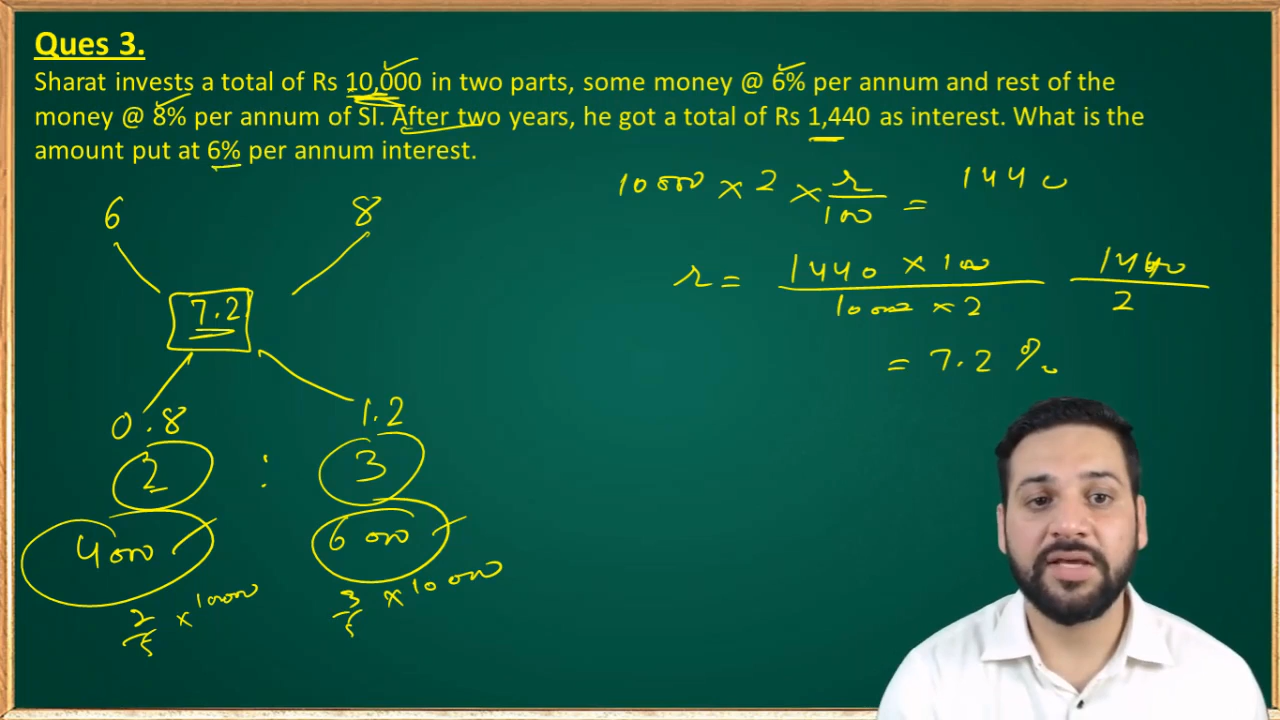 Ques 3.
Sharat invests a total of Rs 10,000 in two parts, some money @ 6% per annum and rest of the
money @ 8% per annum of SI. After two years, he got a total of Rs 1,440 as interest. What is the
amount put at 6% per annum interest.
10000 × 2 × r/100 = 1440
6 8
r = 1440 × 100 / 10000 × 2 1440 / 2
7.2
= 7.2 %
0.8 1.2
2 : 3
4000 6000
2/5 × 10000 3/5 × 10000